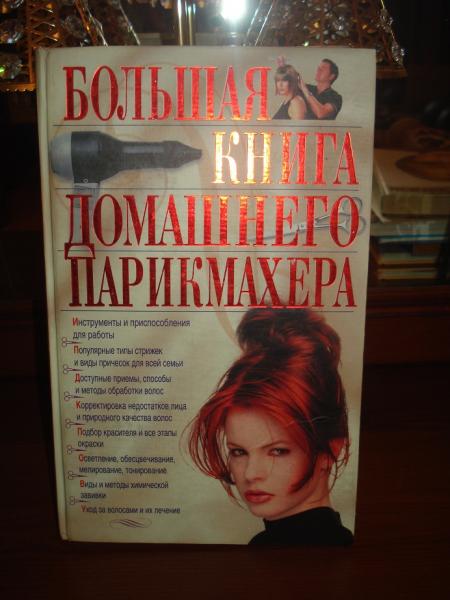 БОЛЬШАЯ
КНИГА
ДОМАШНЕГО
ПАРИКМАХЕРА
Инструменты и приспособления
для работы
Популярные типы стрижек
и виды причесок для всей семьи
Доступные приемы, способы
и методы обработки волос
Корректировка недостатков лица
и природного качества волос
Подбор красителя и все этапы
окраски
Осветление, обесцвечивание,
мелирование, тонирование
Виды и методы химической
завивки
Уход за волосами и их лечение